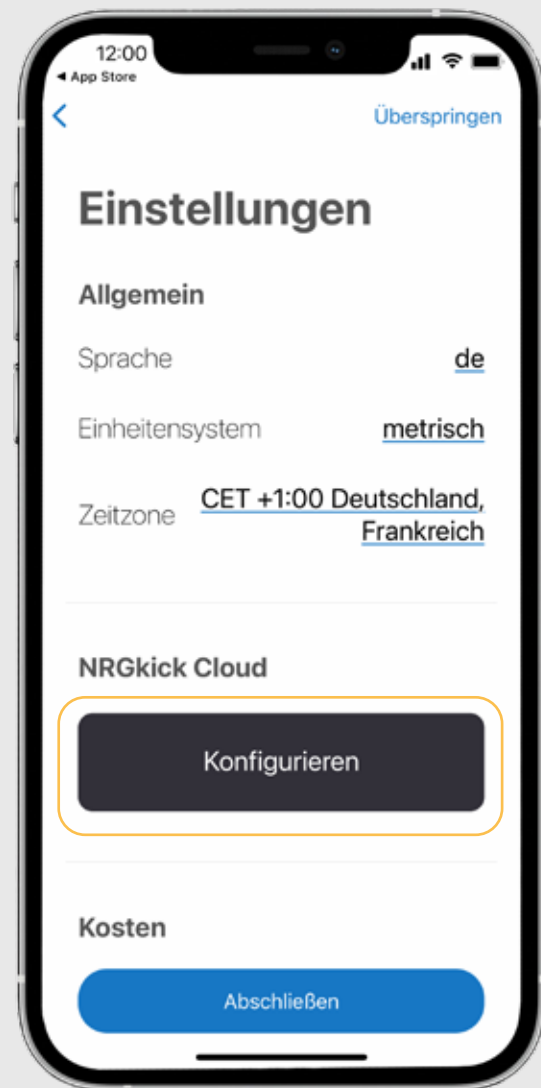 12:00
◀ App Store
Überspringen
Einstellungen
Allgemein
Sprache de
Einheitensystem metrisch
Zeitzone CET +1:00 Deutschland,
Frankreich
NRGkick Cloud
Konfigurieren
Kosten
Abschließen